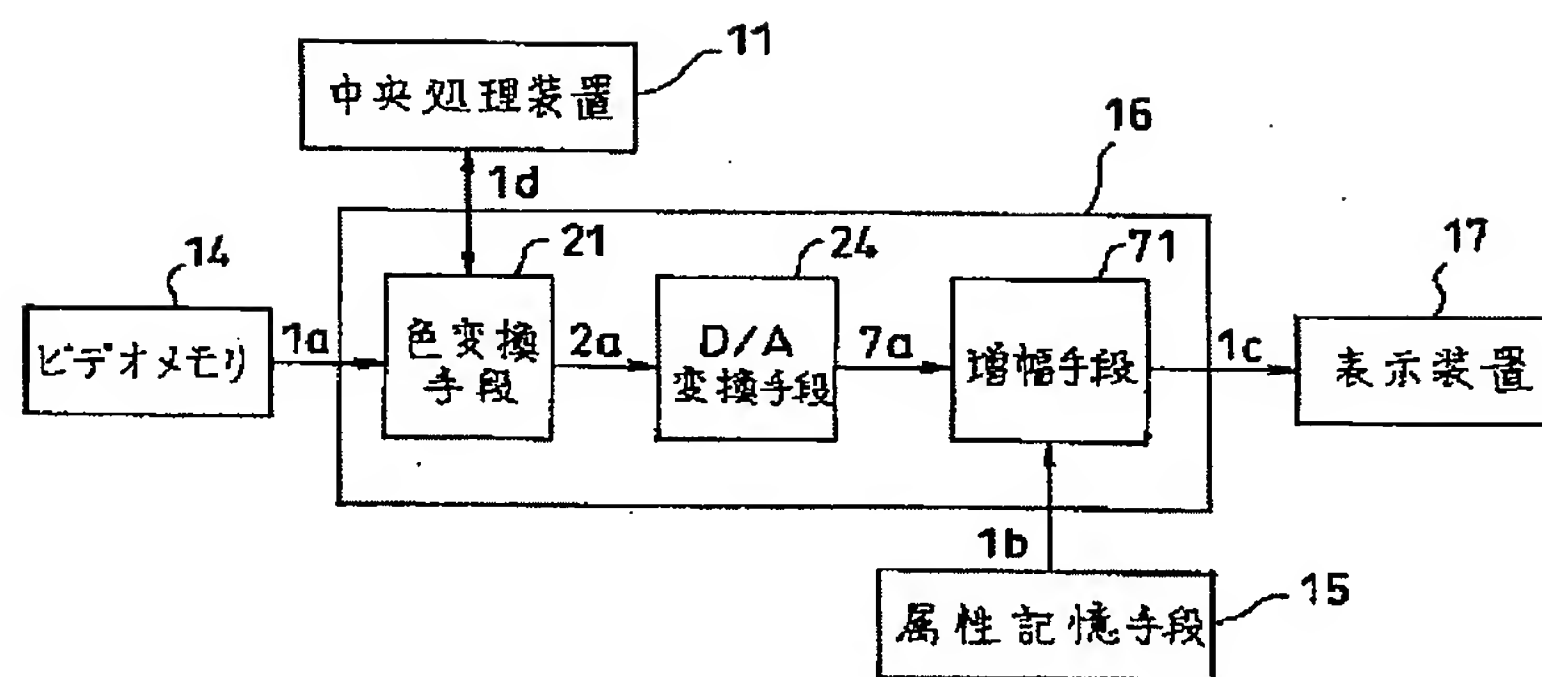 11
中央処理装置
16
1d
14
21
24
71
17
ビデオメモリ
1a
色変換
手段
2a
D/A
変換手段
7a
増幅手段
1c
表示装置
1b
15
属性記憶手段